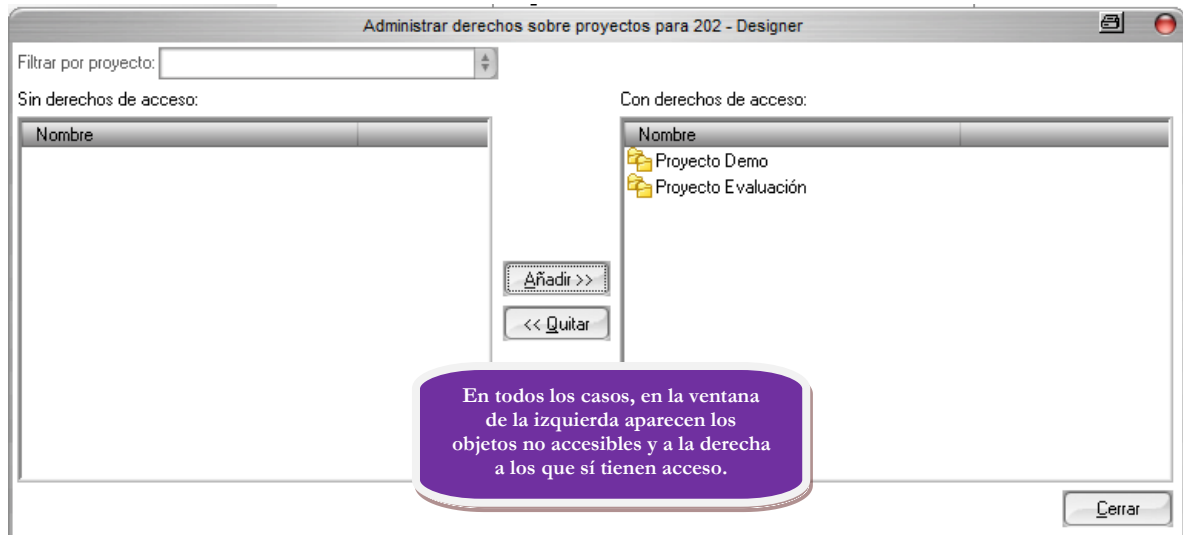 Administrar derechos sobre proyectos para 202 - Designer
Filtrar por proyecto:
Sin derechos de acceso:
Con derechos de acceso:
Nombre
Nombre
Proyecto Demo
Proyecto Evaluación
Añadir >>
<< Quitar
En todos los casos, en la ventana
de la izquierda aparecen los
objetos no accesibles y a la derecha
a los que sí tienen acceso.
Cerrar